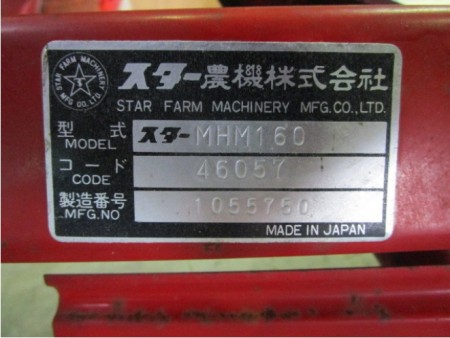 STAR FARM MACHINERY
MFG CO., LTD.
スター農機株式会社
STAR FARM MACHINERY MFG.CO.,LTD.
型式 スターMHM160
MODEL
コード 46057
CODE
製造番号 1055750
MFG.NO
MADE IN JAPAN